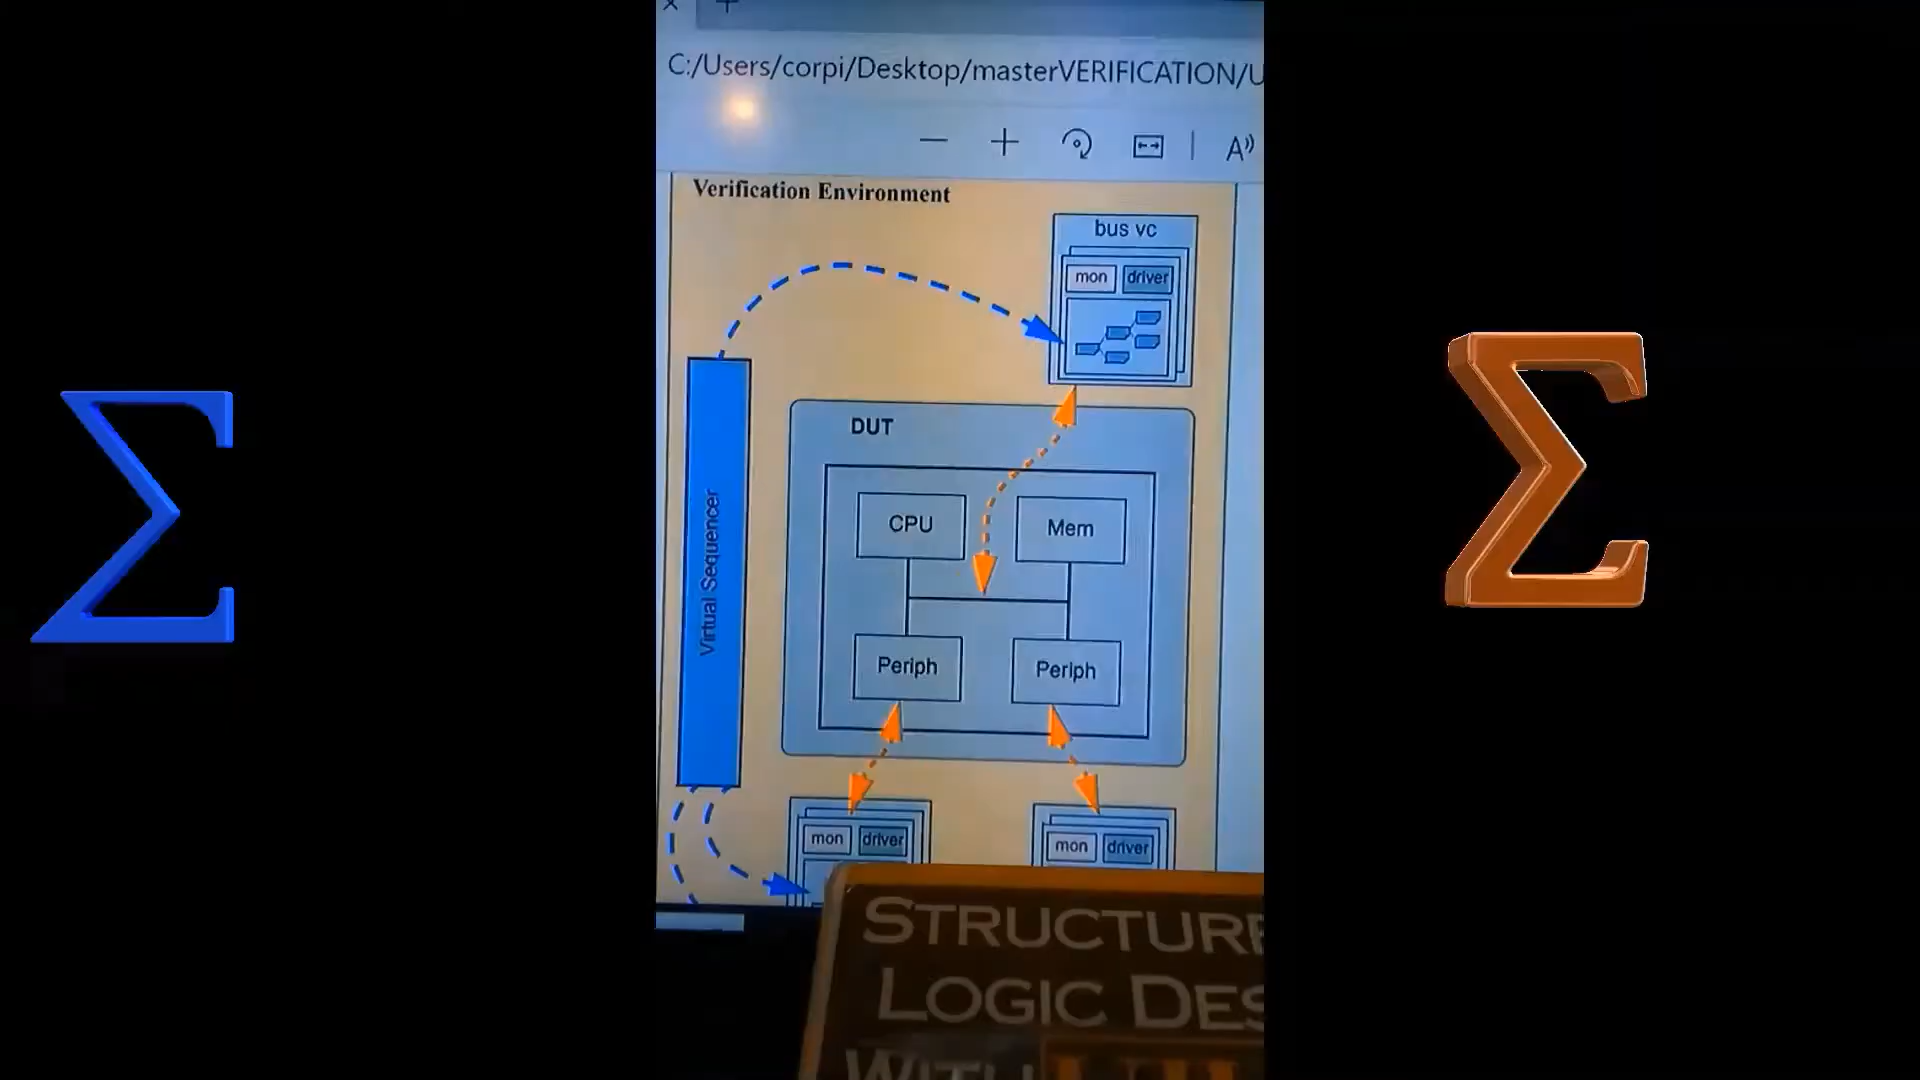 C:/Users/corpi/Desktop/masterVERIFICATION/U
A
Verification Environment
bus vc
mon driver
DUT
CPU Mem
Virtual Sequencer
Periph Periph
mon driver
mon driver
STRUCTURE
LOGIC DES
WITH
Σ
Σ